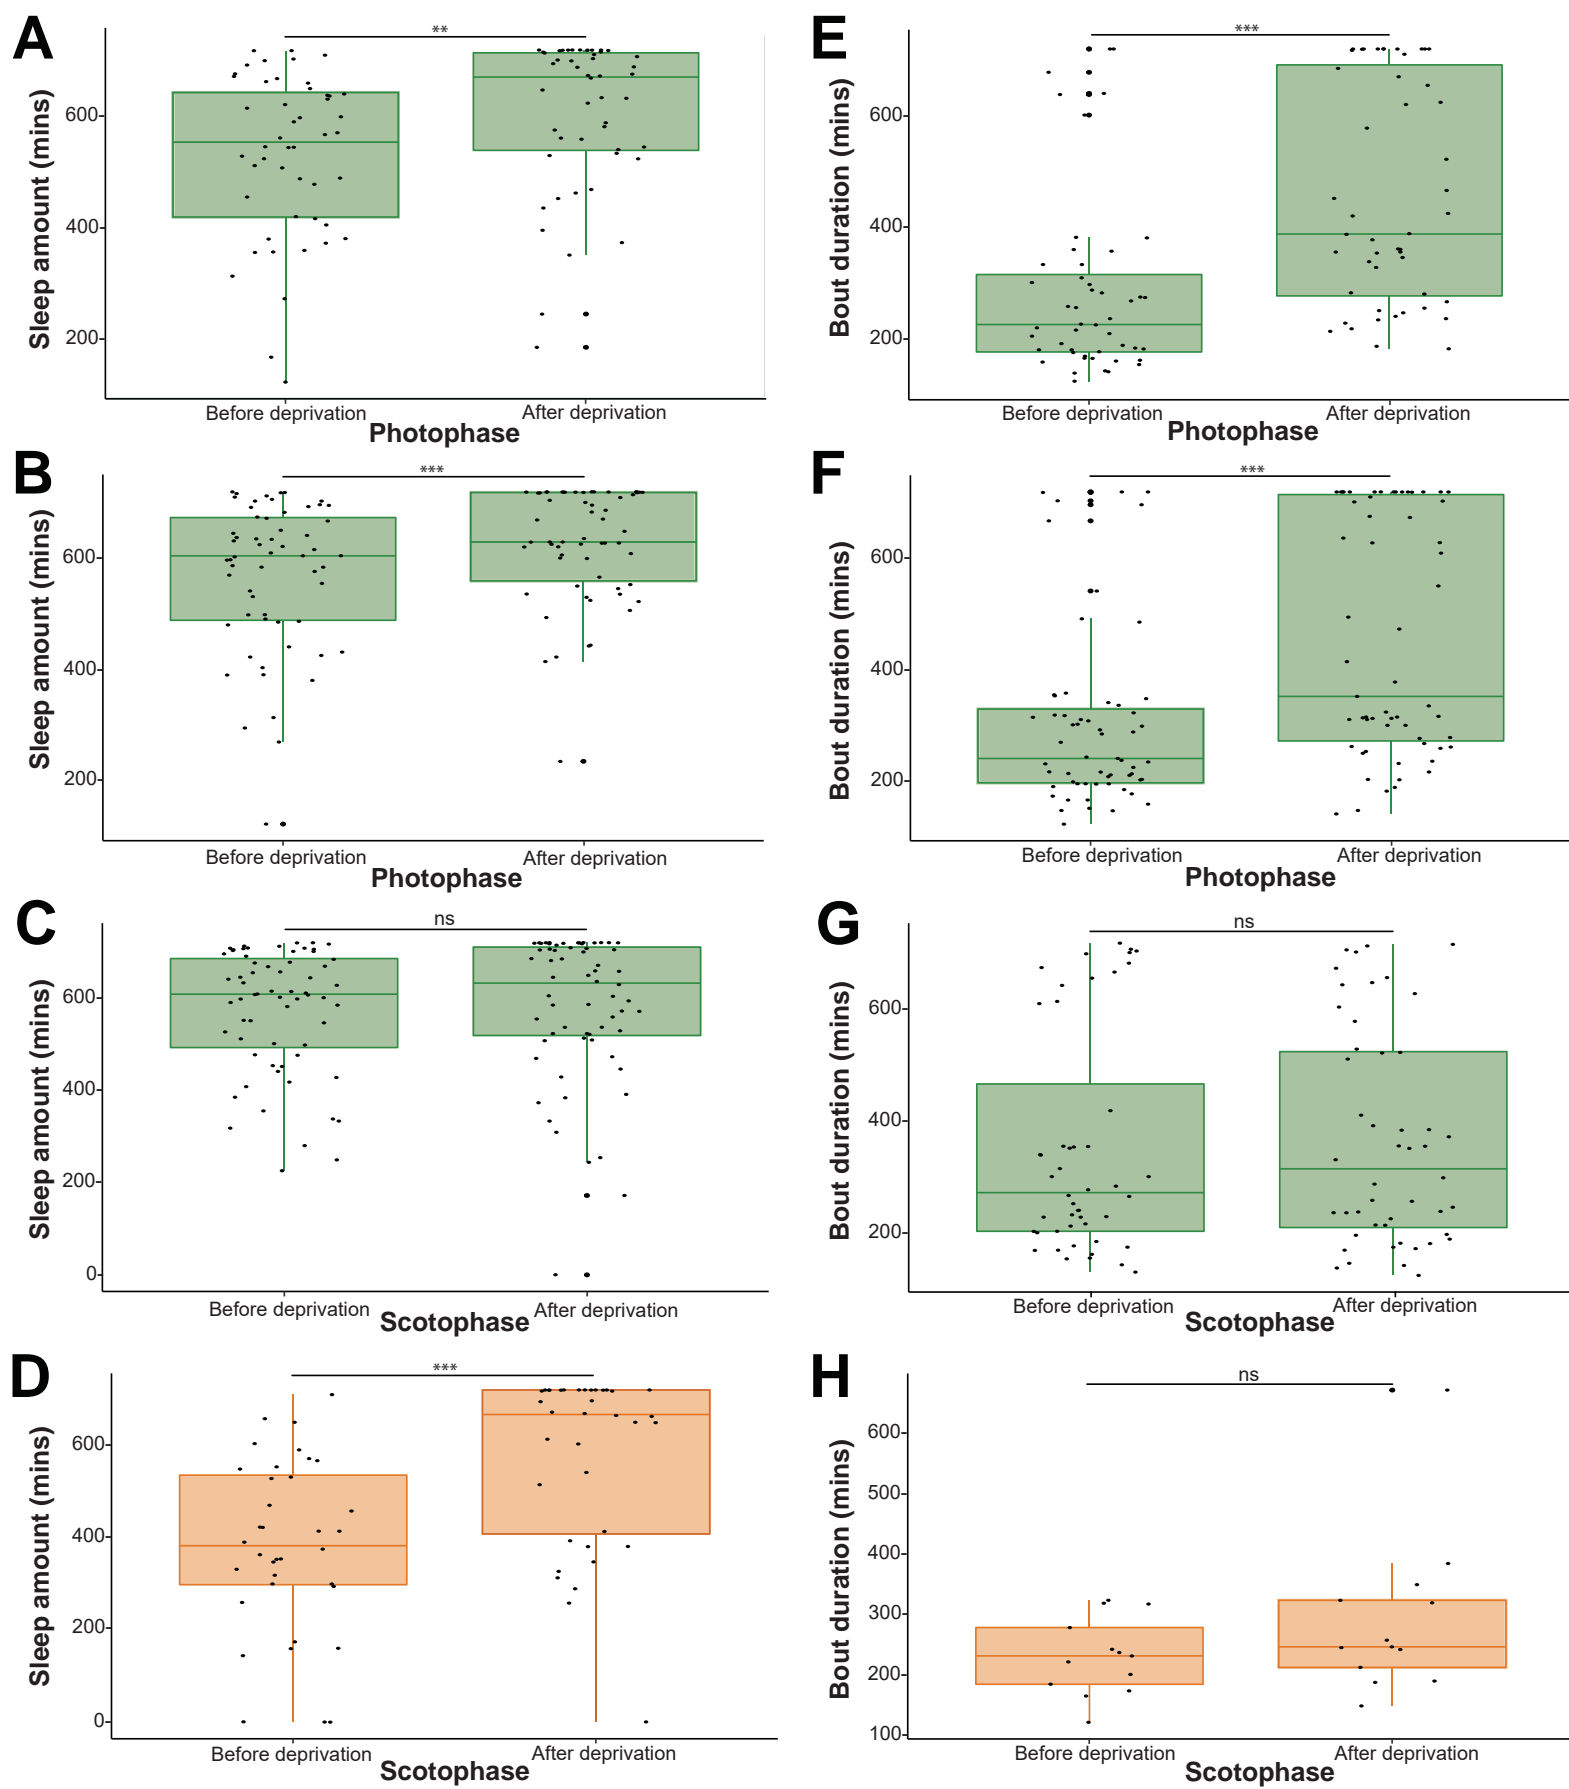 A
**
Sleep amount (mins)
600
400
200
Before deprivation
After deprivation
Photophase
E
***
Bout duration (mins)
600
400
200
Before deprivation
After deprivation
Photophase
B
***
Sleep amount (mins)
600
400
200
Before deprivation
After deprivation
Photophase
F
***
Bout duration (mins)
600
400
200
Before deprivation
After deprivation
Photophase
C
ns
Sleep amount (mins)
600
400
200
0
Before deprivation
After deprivation
Scotophase
G
ns
Bout duration (mins)
600
400
200
Before deprivation
After deprivation
Scotophase
D
***
Sleep amount (mins)
600
400
200
0
Before deprivation
After deprivation
Scotophase
H
ns
Bout duration (mins)
600
500
400
300
200
100
Before deprivation
After deprivation
Scotophase